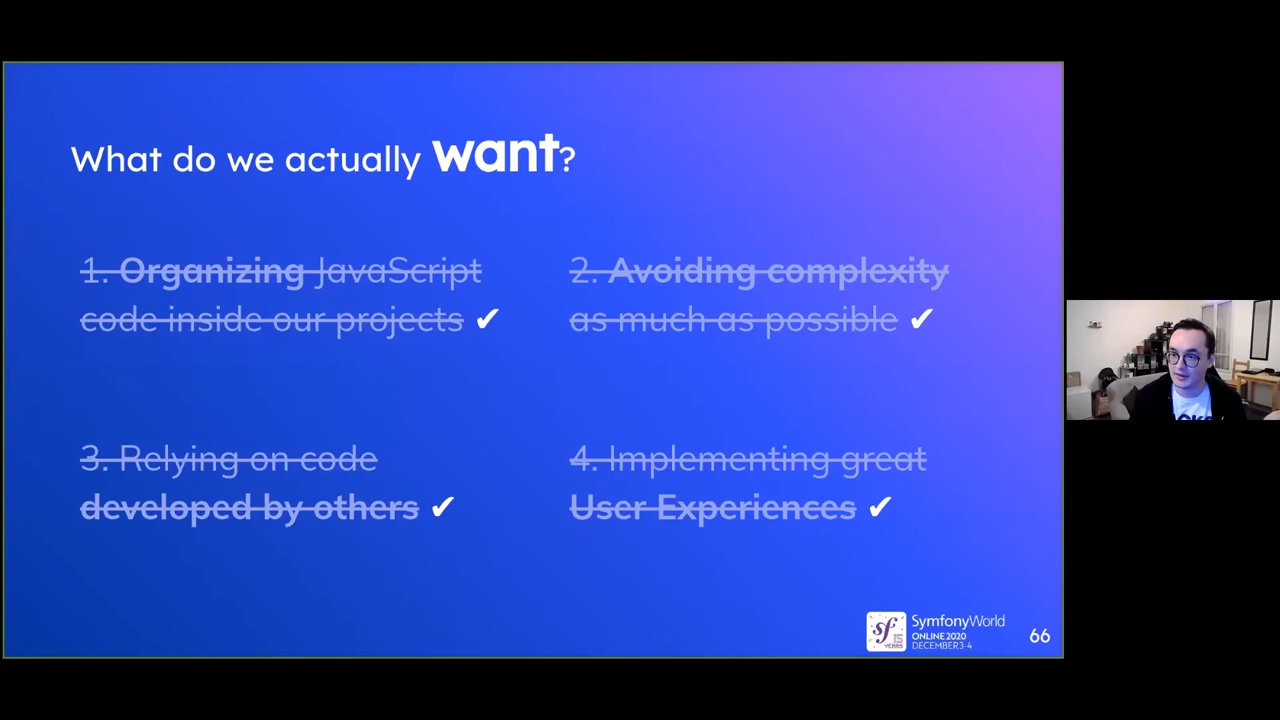 What do we actually want?
1. Organizing JavaScript
code inside our projects ✔
2. Avoiding complexity
as much as possible ✔
3. Relying on code
developed by others ✔
4. Implementing great
User Experiences ✔
sf
SymfonyWorld
ONLINE 2020
DECEMBER 3-4
66